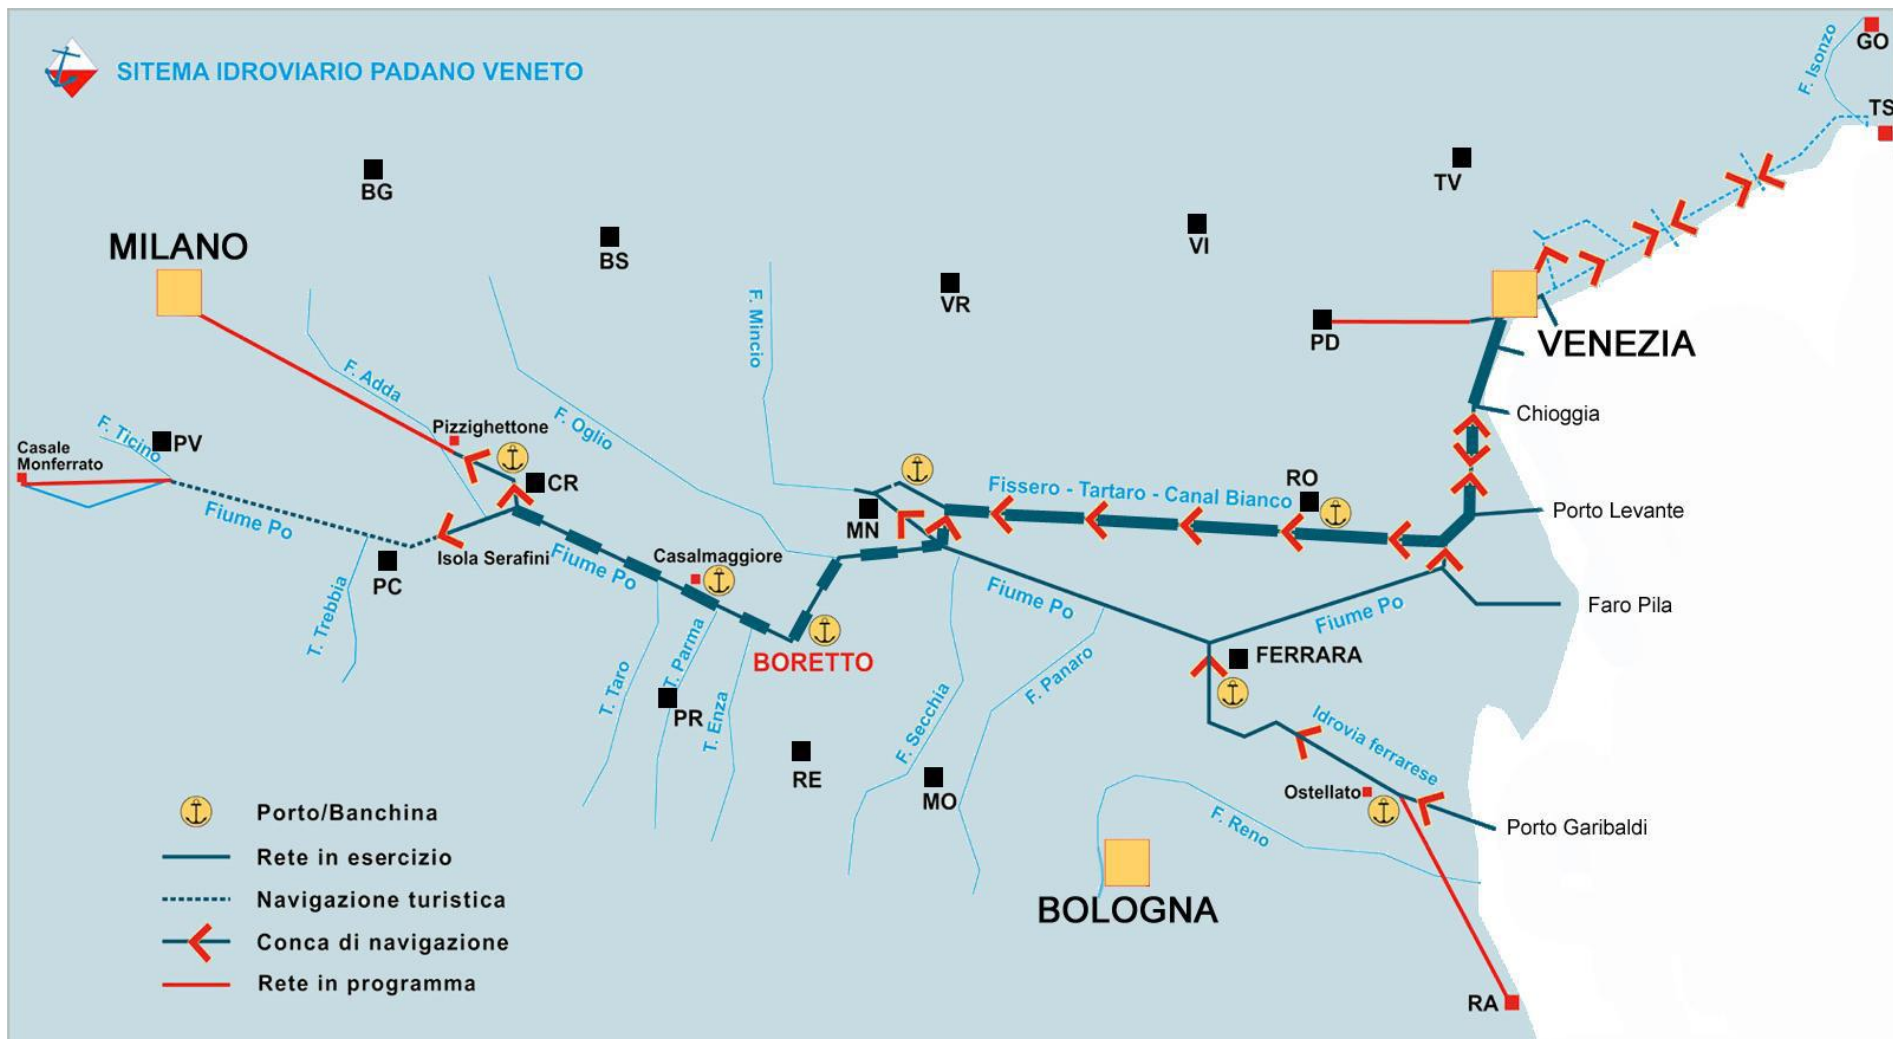 SITEMA IDROVIARIO PADANO VENETO
GO
F. Isonzo
TS
BG
TV
MILANO
BS
VI
VR
F. Mincio
PD
VENEZIA
F. Adda
Chioggia
Pizzighettone
F. Oglio
F. Ticino
PV
Casale
Monferrato
CR
RO
Fissero - Tartaro - Canal Bianco
MN
Porto Levante
Fiume Po
Isola Serafini
Casalmaggiore
Fiume Po
PC
Fiume Po
Fiume Po
Faro Pila
T. Trebbia
BORETTO
FERRARA
T. Taro
T. Parma
F. Panaro
PR
T. Enza
F. Secchia
Idrovia ferrarese
RE
MO
Ostellato
F. Reno
Porto Garibaldi
BOLOGNA
RA
Porto/Banchina
Rete in esercizio
Navigazione turistica
Conca di navigazione
Rete in programma